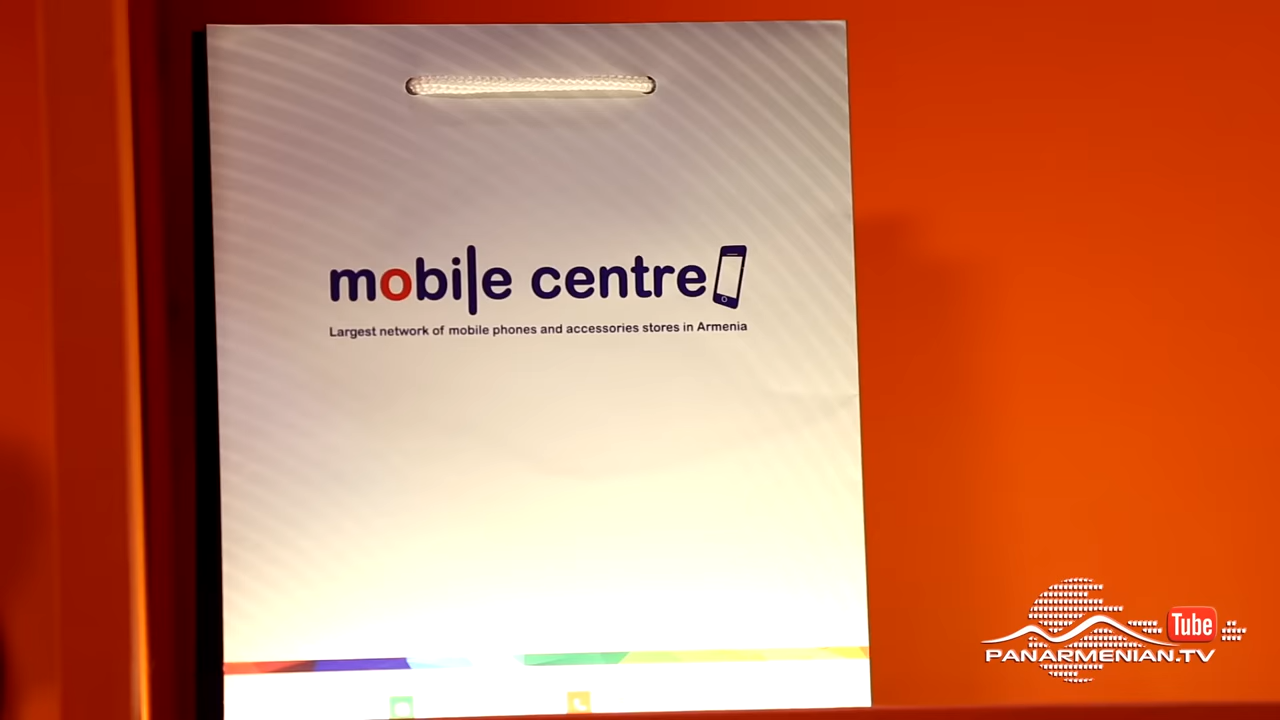 mobile centre
Largest network of mobile phones and accessories stores in Armenia
Tube
PANARMENIAN.TV